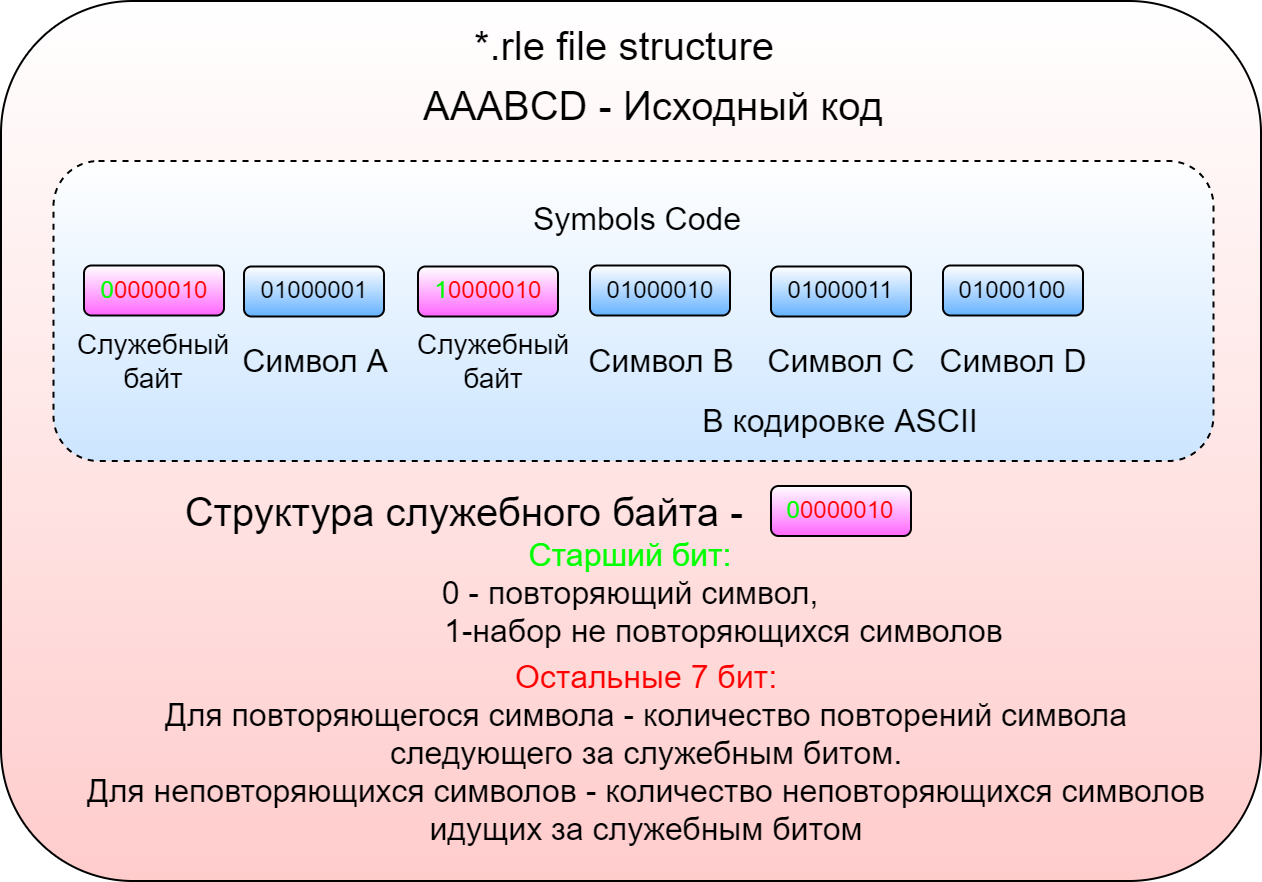 *.rle file structure
AAABCD - Исходный код
Symbols Code
00000010 01000001 10000010 01000010 01000011 01000100
Служебный байт Символ A Служебный байт Символ B Символ C Символ D
В кодировке ASCII
Структура служебного байта - 00000010
Старший бит:
0 - повторяющий символ,
1-набор не повторяющихся символов
Остальные 7 бит:
Для повторяющегося символа - количество повторений символа
следующего за служебным битом.
Для неповторяющихся символов - количество неповторяющихся символов
идущих за служебным битом